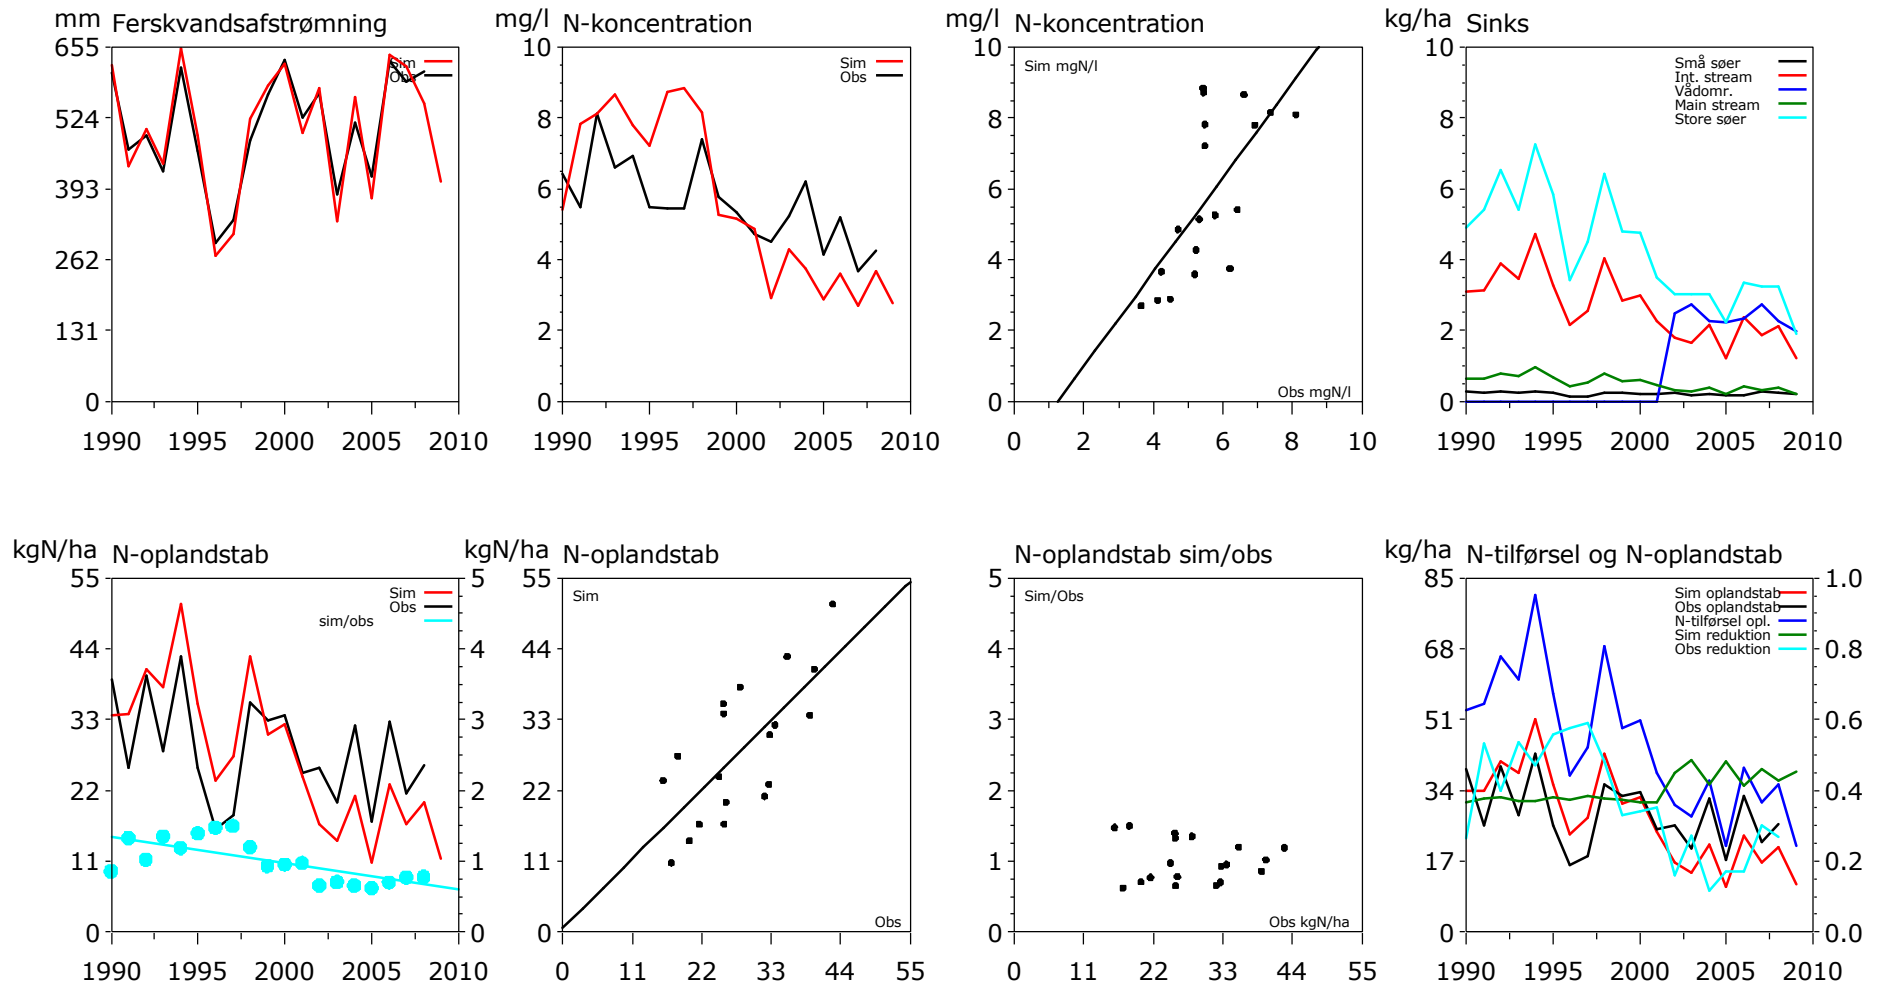 mm Ferskvandsafstrømning
655
524
393
262
131
0
1990 1995 2000 2005 2010
Sim
Obs
mg/l N-koncentration
10
8
6
4
2
0
1990 1995 2000 2005 2010
Sim
Obs
mg/l N-koncentration
10
8
6
4
2
0
0 2 4 6 8 10
Sim mgN/l
Obs mgN/l
kg/ha Sinks
10
8
6
4
2
0
1990 1995 2000 2005 2010
Små søer
Int. stream
Vådomr.
Main stream
Store søer
kgN/ha N-oplandstab
55
44
33
22
11
0
1990 1995 2000 2005 2010
5
4
3
2
1
0
Sim
Obs
sim/obs
kgN/ha N-oplandstab
55
44
33
22
11
0
0 11 22 33 44 55
Sim
Obs
N-oplandstab sim/obs
5
4
3
2
1
0
0 11 22 33 44 55
Sim/Obs
Obs kgN/ha
kg/ha N-tilførsel og N-oplandstab
85
68
51
34
17
0
1990 1995 2000 2005 2010
1.0
0.8
0.6
0.4
0.2
0.0
Sim oplandstab
Obs oplandstab
N-tilførsel opl.
Sim reduktion
Obs reduktion